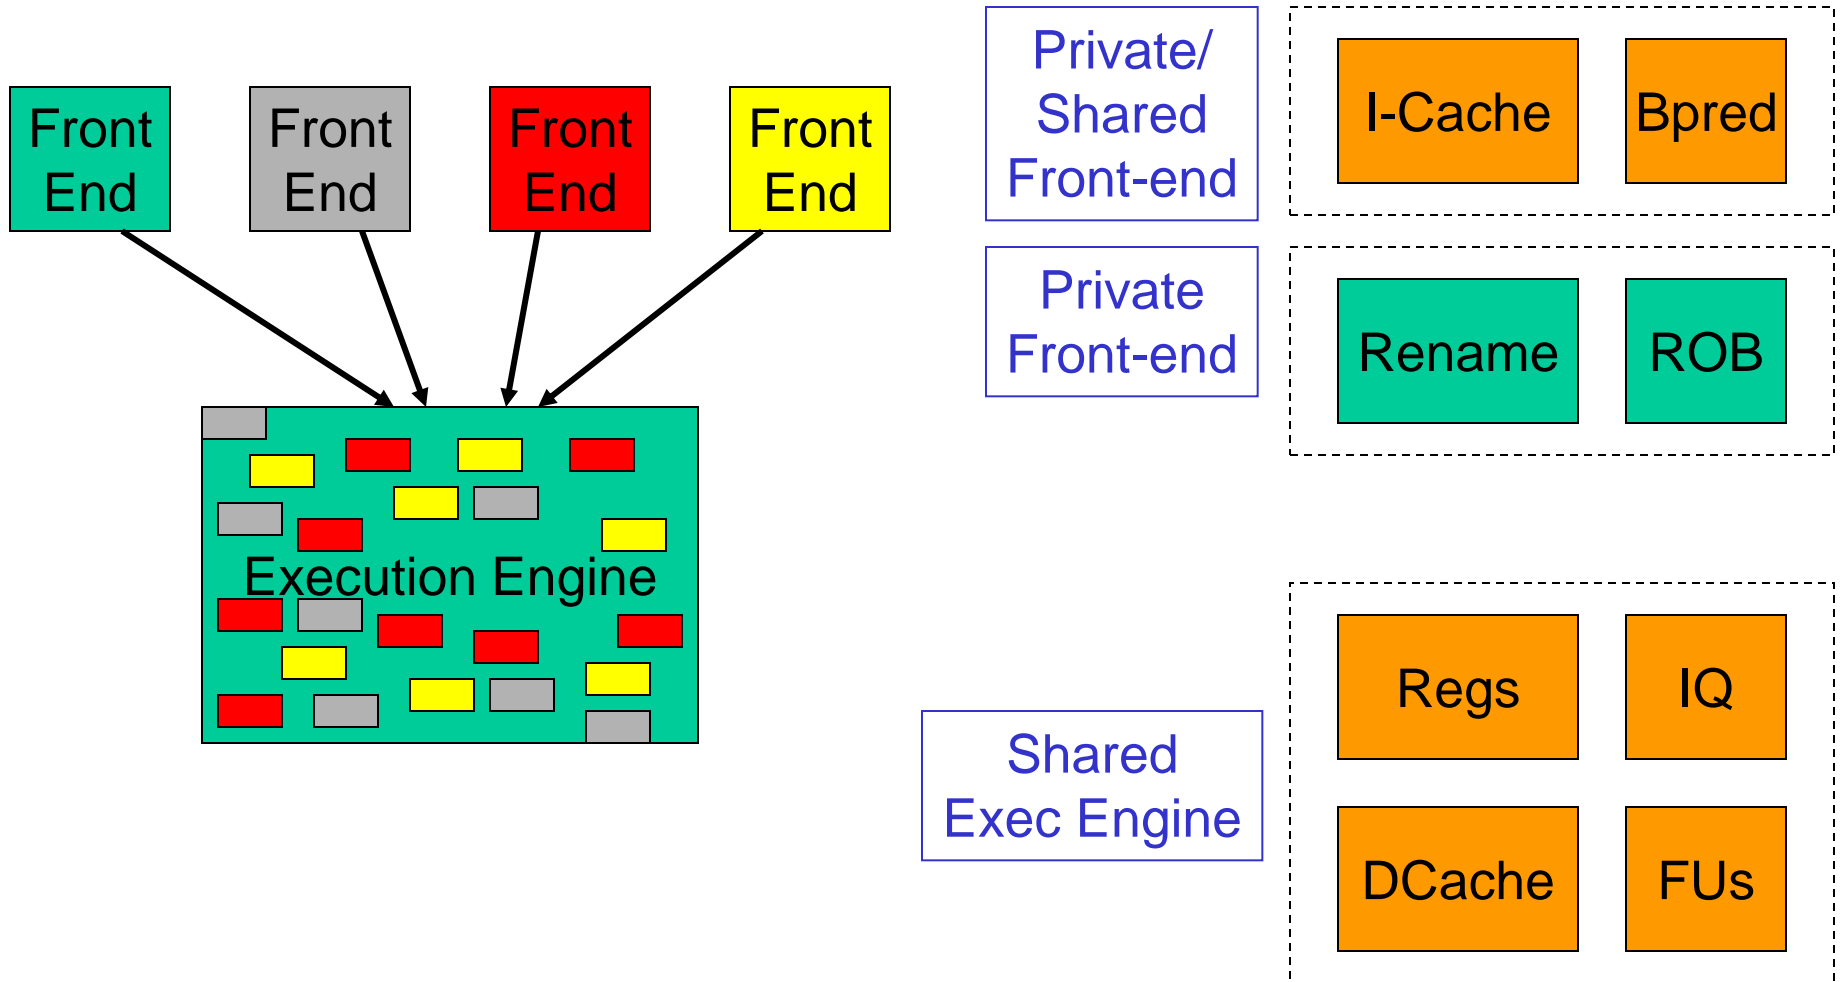 Front
End
Front
End
Front
End
Front
End
Execution Engine
Private/
Shared
Front-end
I-Cache
Bpred
Private
Front-end
Rename
ROB
Shared
Exec Engine
Regs
IQ
DCache
FUs